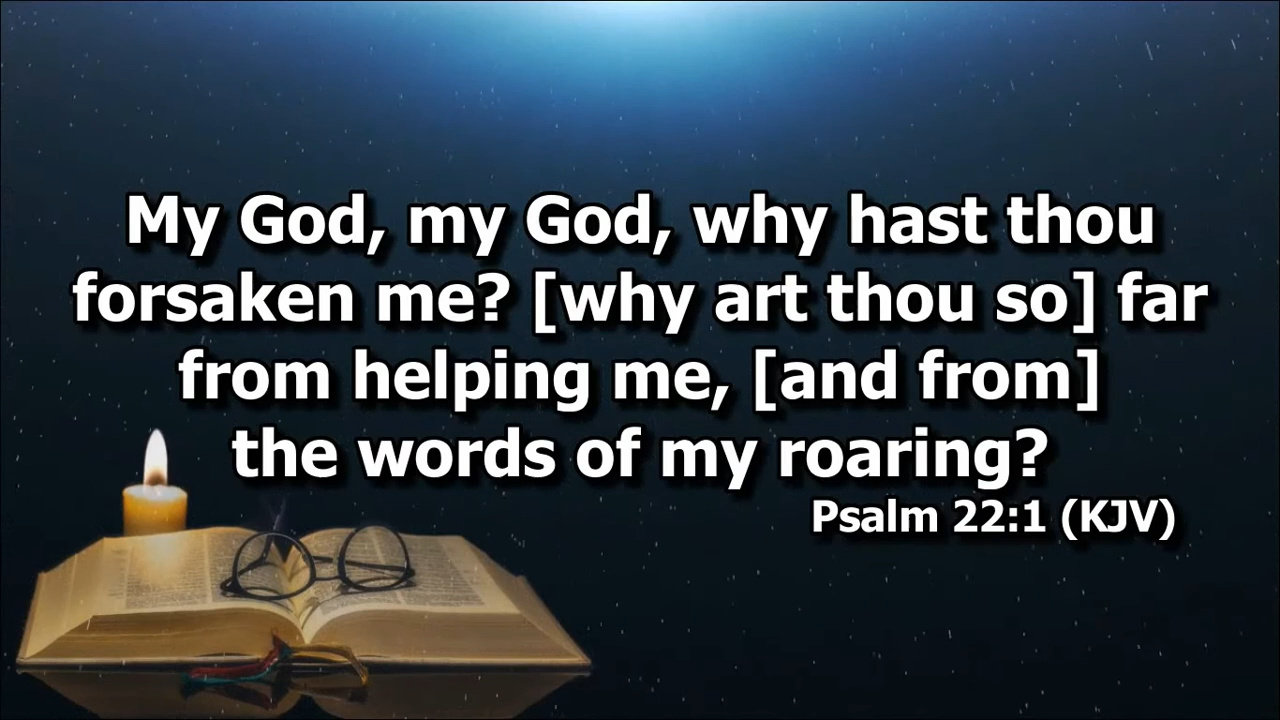 My God, my God, why hast thou
forsaken me? [why art thou so] far
from helping me, [and from]
the words of my roaring?
Psalm 22:1 (KJV)